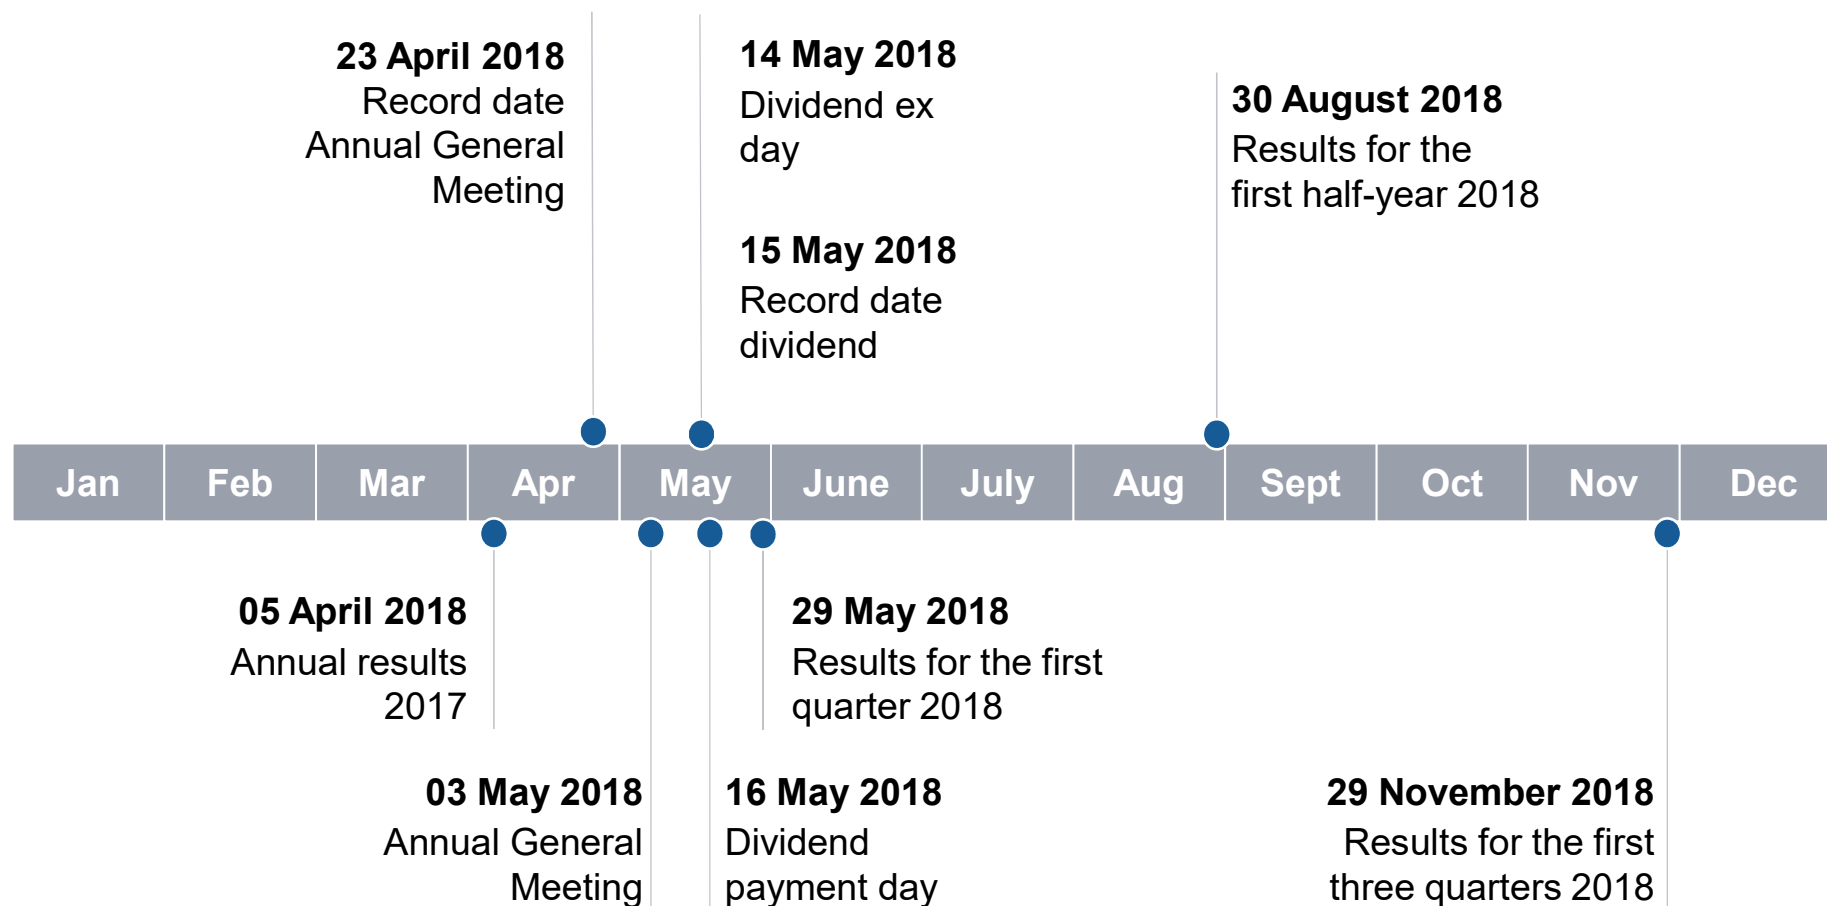 23 April 2018
Record date
Annual General
Meeting
14 May 2018
Dividend ex
day
15 May 2018
Record date
dividend
30 August 2018
Results for the
first half-year 2018
Jan Feb Mar Apr May June July Aug Sept Oct Nov Dec
05 April 2018
Annual results
2017
29 May 2018
Results for the first
quarter 2018
03 May 2018
Annual General
Meeting
16 May 2018
Dividend
payment day
29 November 2018
Results for the first
three quarters 2018